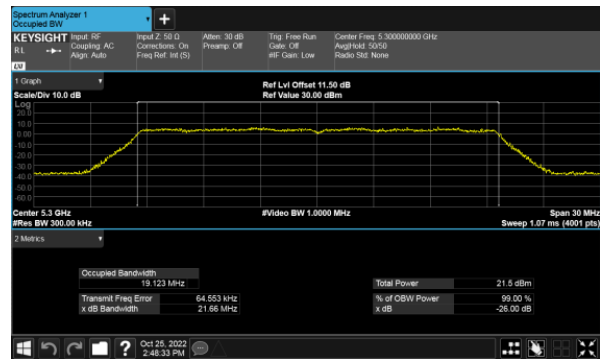 Spectrum Analyzer 1
Occupied BW
KEYSIGHT
R L
Input: RF
Coupling: AC
Align: Auto
Input Z: 50 Ω
Corrections: On
Freq Ref: Int (S)
Atten: 30 dB
Preamp: Off
Trig: Free Run
Gate: Off
#IF Gain: Low
Center Freq: 5.300000000 GHz
Avg|Hold: 50/50
Radio Std: None
1 Graph
Scale/Div 10.0 dB
Ref Lvl Offset 11.50 dB
Ref Value 30.00 dBm
Log
20.0
10.0
0.00
-10.0
-20.0
-30.0
-40.0
-50.0
-60.0
Center 5.3 GHz
#Res BW 300.00 kHz
#Video BW 1.0000 MHz
Span 30 MHz
Sweep 1.07 ms (4001 pts)
2 Metrics
Occupied Bandwidth
19.123 MHz
Total Power 21.5 dBm
Transmit Freq Error 64.553 kHz
% of OBW Power 99.00 %
x dB Bandwidth 21.66 MHz
x dB -26.00 dB
?
Oct 25, 2022
2:48:33 PM